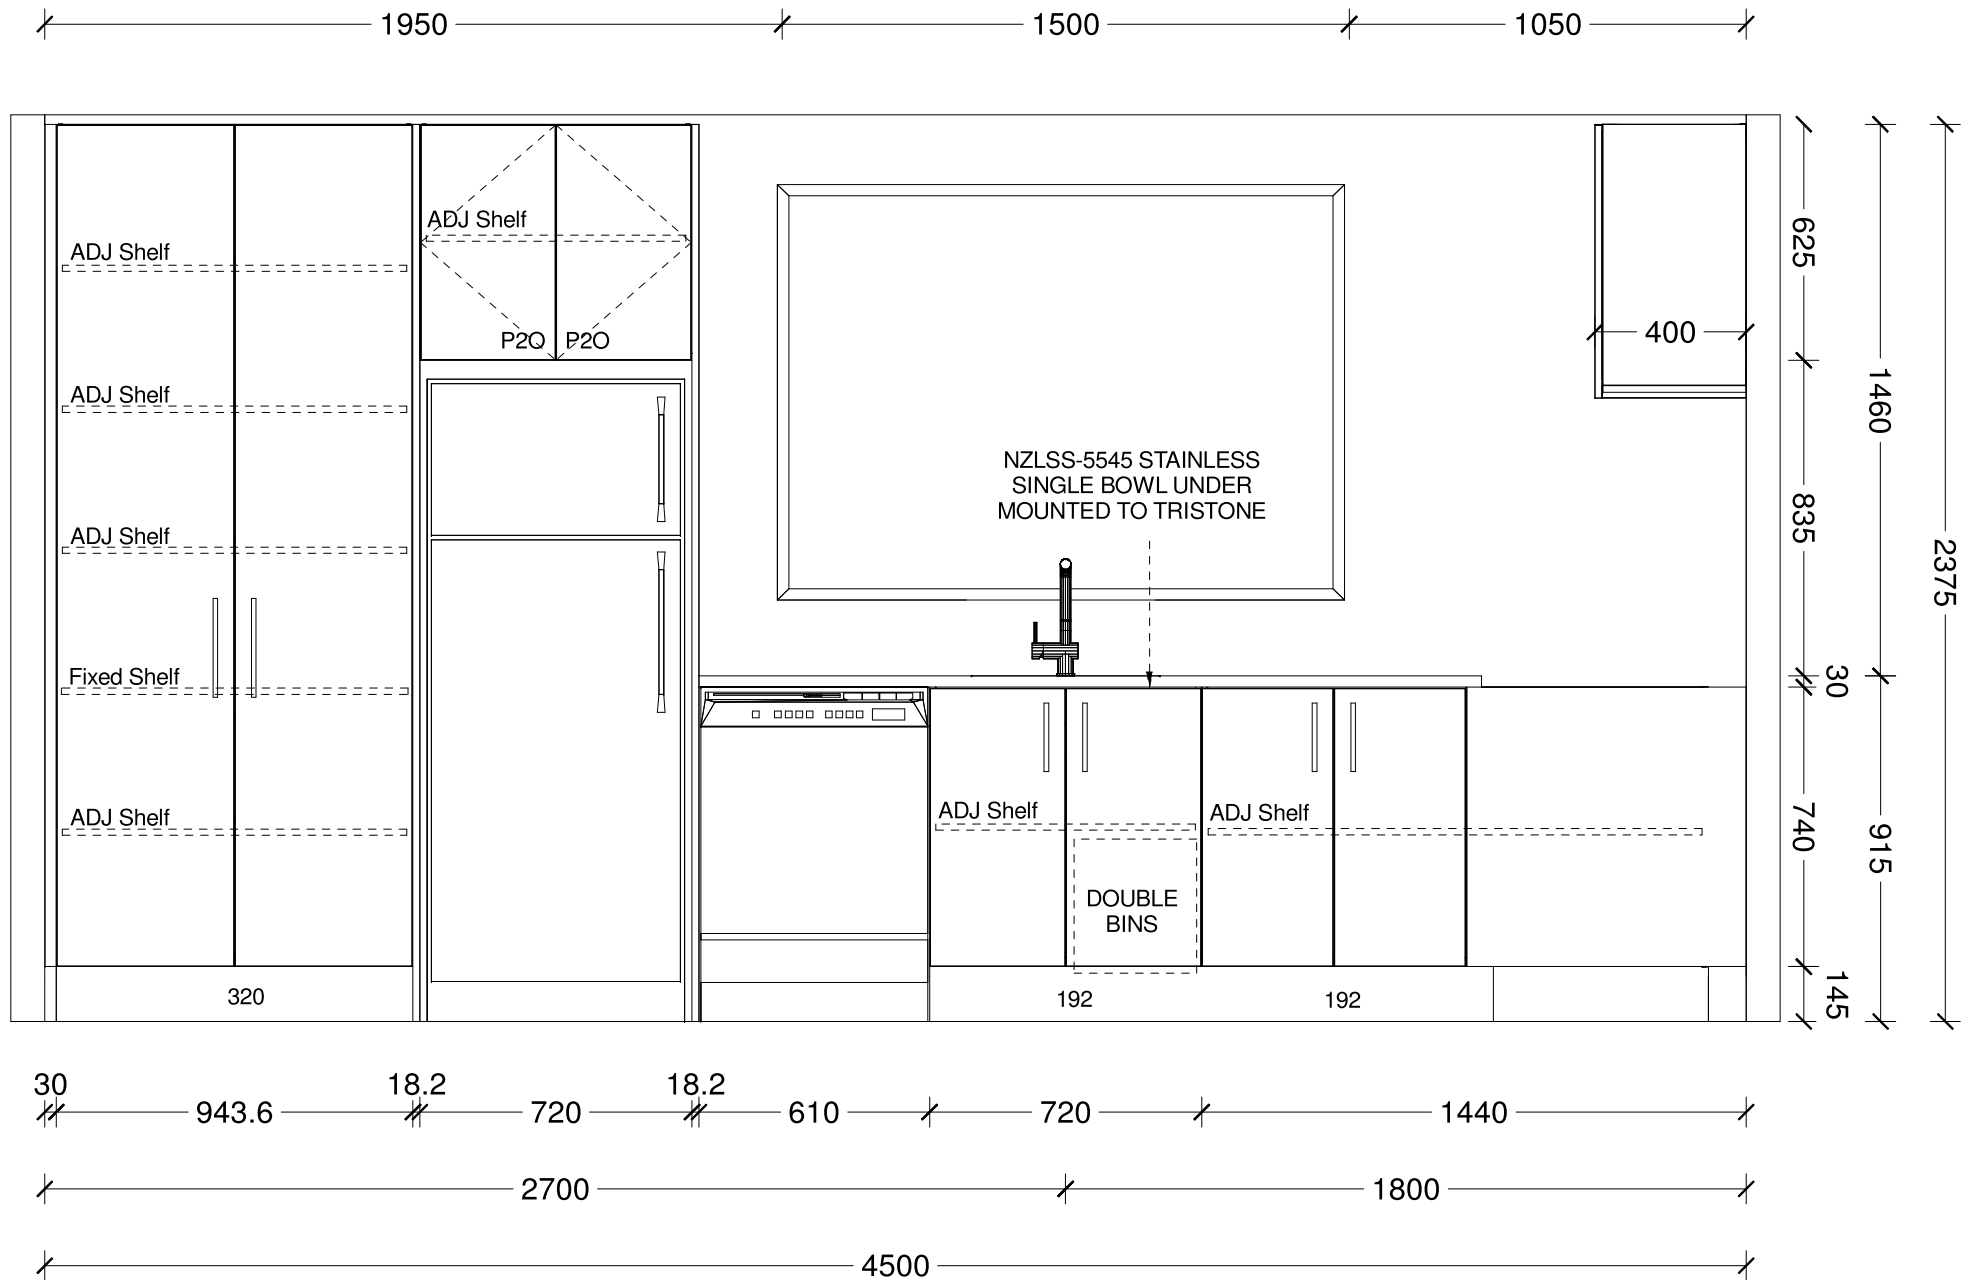 1950
1500
1050
ADJ Shelf
ADJ Shelf
ADJ Shelf
Fixed Shelf
ADJ Shelf
320
ADJ Shelf
P2O
P2O
NZLSS-5545 STAINLESS
SINGLE BOWL UNDER
MOUNTED TO TRISTONE
400
ADJ Shelf
ADJ Shelf
DOUBLE
BINS
192
192
625
835
30
740
145
1460
915
2375
30
943.6
18.2
720
18.2
610
720
1440
2700
1800
4500